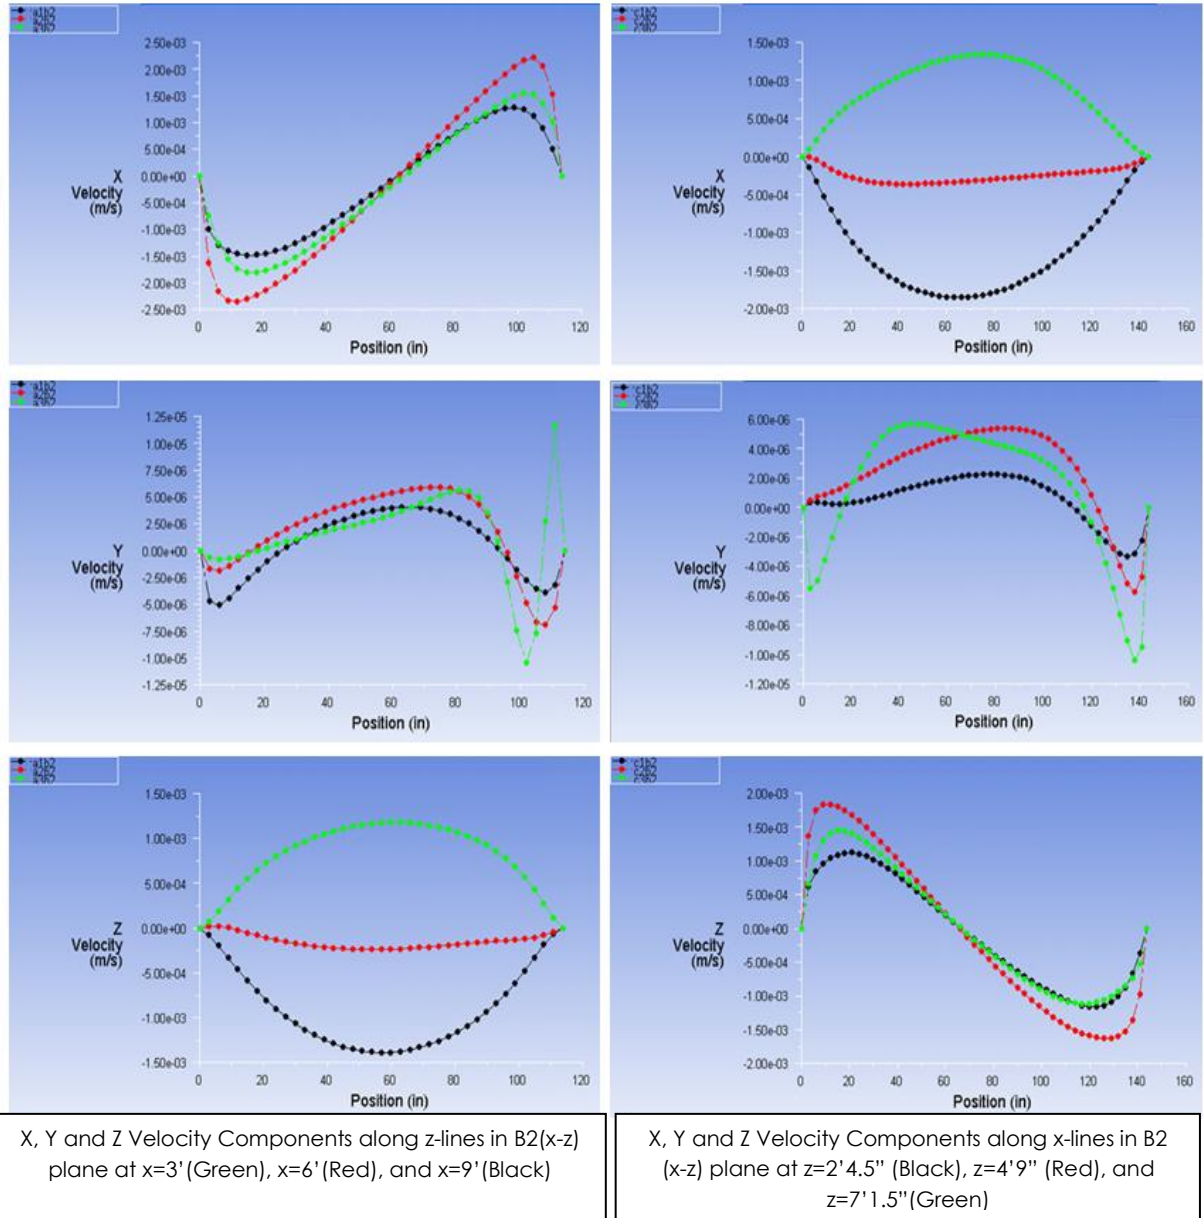 a1b2
a2b2
2.50e-03
2.00e-03
1.50e-03
1.00e-03
5.00e-04
0.00e+00
-5.00e-04
-1.00e-03
-1.50e-03
-2.00e-03
-2.50e-03
X
Velocity
(m/s)
0 20 40 60 80 100 120
Position (in)
c1b2
c2b2
1.50e-03
1.00e-03
5.00e-04
0.00e+00
-5.00e-04
-1.00e-03
-1.50e-03
-2.00e-03
X
Velocity
(m/s)
0 20 40 60 80 100 120 140 160
Position (in)
a1b2
a2b2
1.25e-05
1.00e-05
7.50e-06
5.00e-06
2.50e-06
0.00e+00
-2.50e-06
-5.00e-06
-7.50e-06
-1.00e-05
-1.25e-05
Y
Velocity
(m/s)
0 20 40 60 80 100 120
Position (in)
c1b2
c2b2
6.00e-06
4.00e-06
2.00e-06
0.00e+00
-2.00e-06
-4.00e-06
-6.00e-06
-8.00e-06
-1.00e-05
-1.20e-05
Y
Velocity
(m/s)
0 20 40 60 80 100 120 140 160
Position (in)
a1b2
a2b2
1.50e-03
1.00e-03
5.00e-04
0.00e+00
-5.00e-04
-1.00e-03
-1.50e-03
Z
Velocity
(m/s)
0 20 40 60 80 100 120
Position (in)
c1b2
c2b2
2.00e-03
1.50e-03
1.00e-03
5.00e-04
0.00e+00
-5.00e-04
-1.00e-03
-1.50e-03
-2.00e-03
Z
Velocity
(m/s)
0 20 40 60 80 100 120 140 160
Position (in)
X, Y and Z Velocity Components along z-lines in B2(x-z)
plane at x=3'(Green), x=6'(Red), and x=9'(Black)
X, Y and Z Velocity Components along x-lines in B2
(x-z) plane at z=2'4.5" (Black), z=4'9" (Red), and
z=7'1.5"(Green)